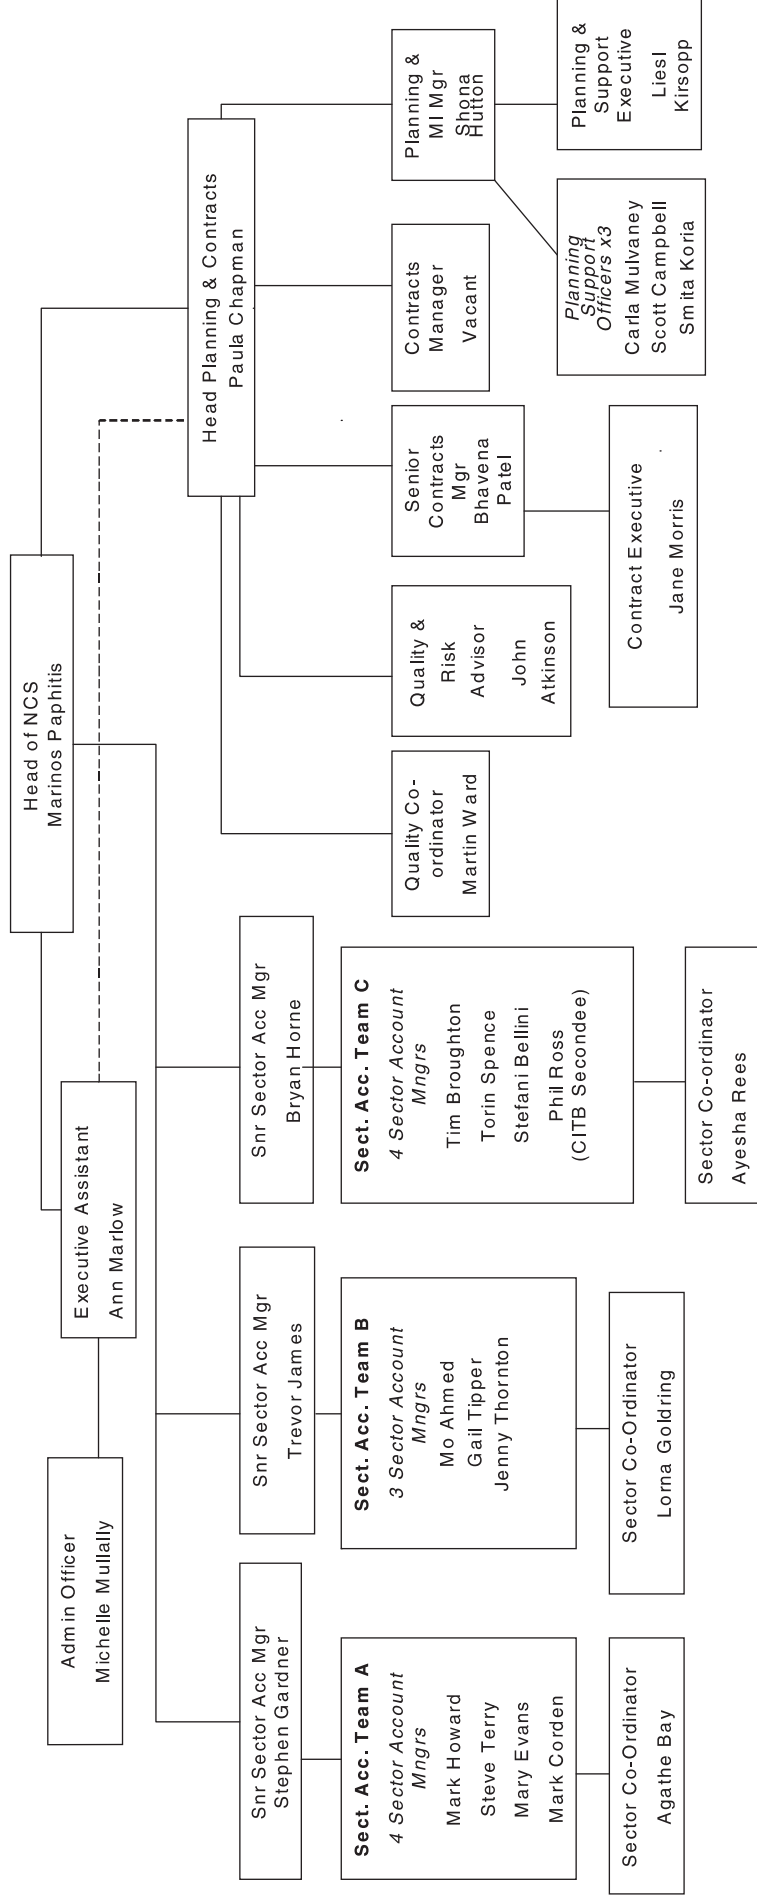 Head of NCS
Marinos Paphitis
Executive Assistant
Ann Marlow
Admin Officer
Michelle Mullally
Head Planning & Contracts
Paula Chapman
Snr Sector Acc Mgr
Stephen Gardner
Snr Sector Acc Mgr
Trevor James
Snr Sector Acc Mgr
Bryan Horne
Sect. Acc. Team A
4 Sector Account
Mngrs
Mark Howard
Steve Terry
Mary Evans
Mark Corden
Sect. Acc. Team B
3 Sector Account
Mngrs
Mo Ahmed
Gail Tipper
Jenny Thornton
Sect. Acc. Team C
4 Sector Account
Mngrs
Tim Broughton
Torin Spence
Stefani Bellini
Phil Ross
(CITB Secondee)
Quality Co-
ordinator
Martin Ward
Quality &
Risk
Advisor
John
Atkinson
Senior
Contracts
Mgr
Bhavena
Patel
Contracts
Manager
Vacant
Planning &
MI Mgr
Shona
Hutton
Sector Co-Ordinator
Agathe Bay
Sector Co-Ordinator
Lorna Goldring
Sector Co-ordinator
Ayesha Rees
Contract Executive
Jane Morris
Planning
Support
Officers x3
Carla Mulvaney
Scott Campbell
Smita Koria
Planning &
Support
Executive
Liesl
Kirsopp